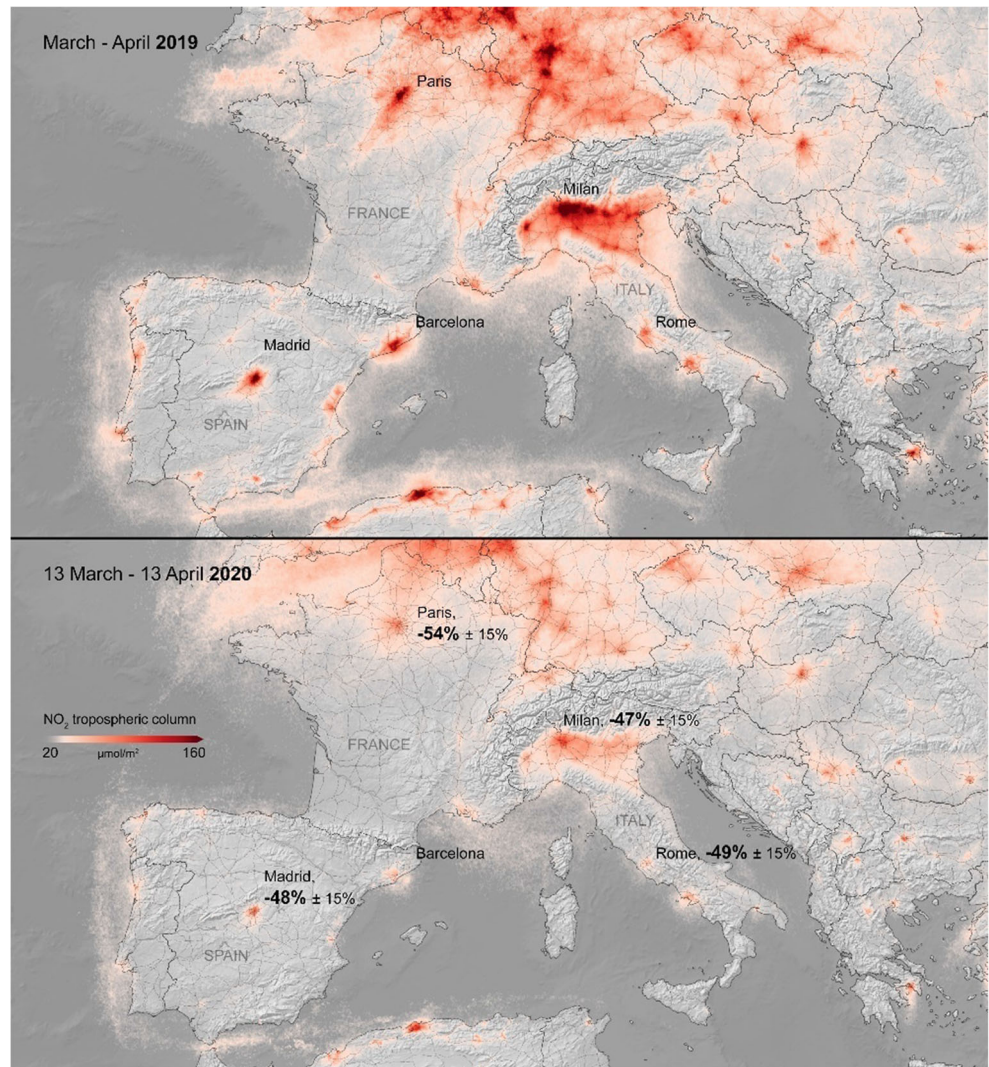 March - April 2019
Paris
Milan
FRANCE
ITALY
Barcelona
Rome
Madrid
SPAIN
13 March - 13 April 2020
Paris,
-54% ± 15%
NO₂ tropospheric column
20 µmol/m² 160
Milan, -47% ± 15%
FRANCE
ITALY
Barcelona
Rome, -49% ± 15%
Madrid,
-48% ± 15%
SPAIN